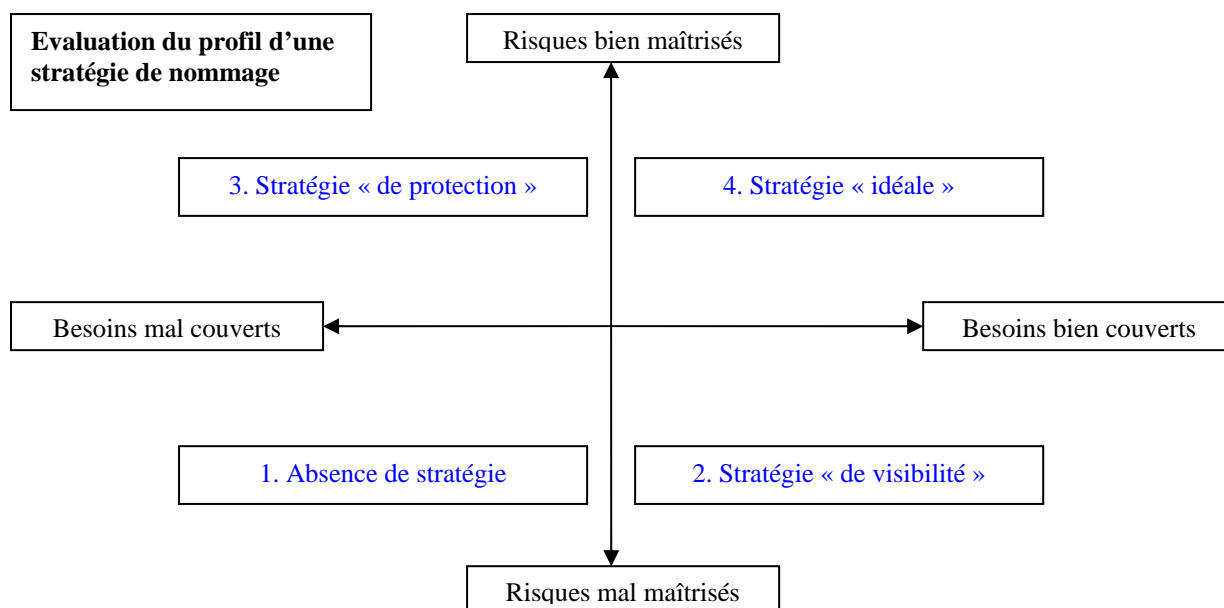 Evaluation du profil d’une
stratégie de nommage
Risques bien maîtrisés
3. Stratégie « de protection »
4. Stratégie « idéale »
Besoins mal couverts
Besoins bien couverts
1. Absence de stratégie
2. Stratégie « de visibilité »
Risques mal maîtrisés